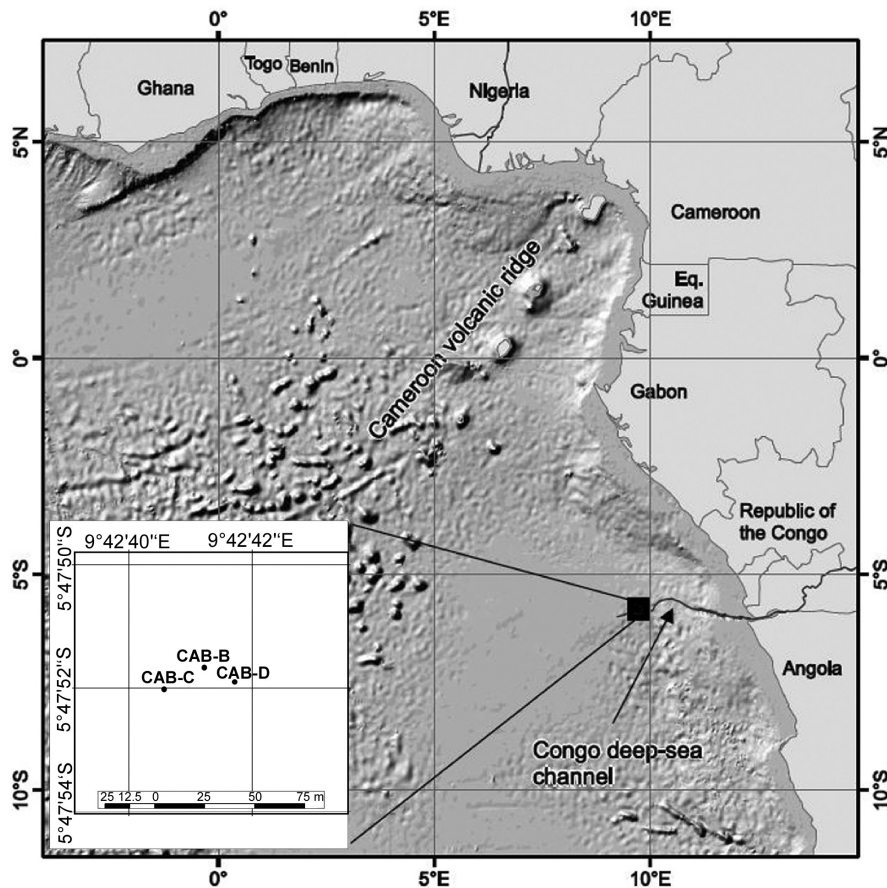 0° 5°E 10°E
Togo Benin
Ghana
Nigeria
5°N 5°N
Cameroon
Eq.
Guinea
Cameroon volcanic ridge
0° 0°
Gabon
Republic of
the Congo
9°42'40"E 9°42'42"E
5°47'50"S
5°S 5°S
CAB-B
CAB-C CAB-D
5°47'52"S
Angola
Congo deep-sea
channel
5°47'54'S
25 12.5 0 25 50 75 m
10°S 10°S
0° 5°E 10°E